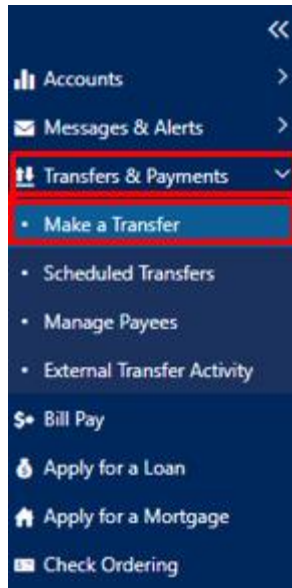 Accounts
Messages & Alerts
Transfers & Payments
Make a Transfer
Scheduled Transfers
Manage Payees
External Transfer Activity
Bill Pay
Apply for a Loan
Apply for a Mortgage
Check Ordering